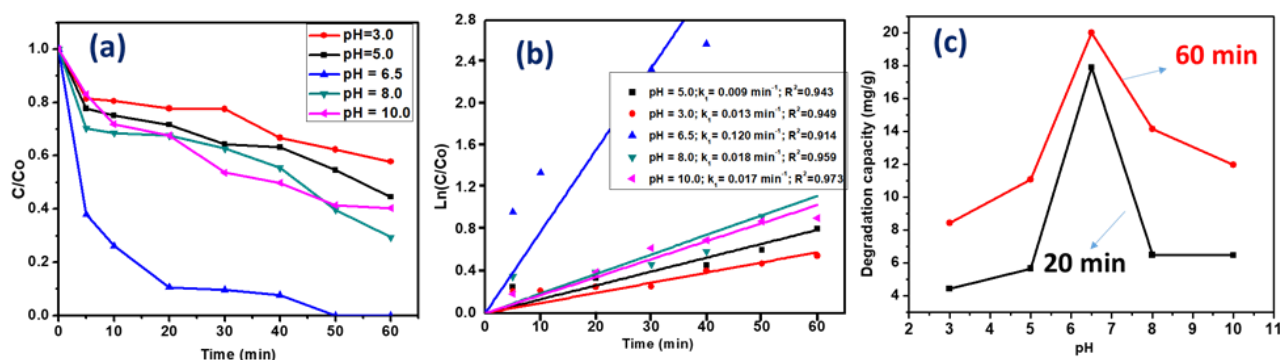 (a)
pH=3.0
pH=5.0
pH = 6.5
pH = 8.0
pH = 10.0
C/Co
1.0
0.8
0.6
0.4
0.2
0.0
0 10 20 30 40 50 60
Time (min)
(b)
Ln(C/Co)
2.8
2.4
2.0
1.6
1.2
0.8
0.4
0.0
pH = 5.0;k₁= 0.009 min⁻¹; R²=0.943
pH = 3.0; k₁ = 0.013 min⁻¹; R²=0.949
pH = 6.5; k₁ = 0.120 min⁻¹; R²=0.914
pH = 8.0; k₁ = 0.018 min⁻¹; R²=0.959
pH = 10.0; k₁ = 0.017 min⁻¹; R²=0.973
0 10 20 30 40 50 60
Time (min)
(c)
60 min
20 min
Degradation capacity (mg/g)
20
18
16
14
12
10
8
6
4
2 3 4 5 6 7 8 9 10 11
pH